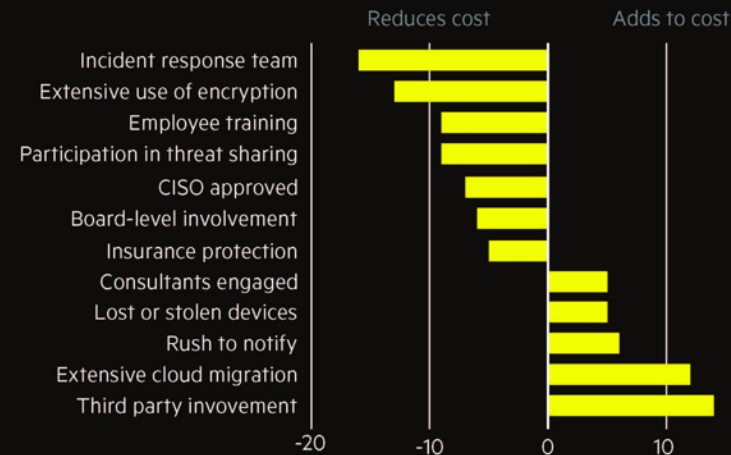 Reduces cost Adds to cost
Incident response team
Extensive use of encryption
Employee training
Participation in threat sharing
CISO approved
Board-level involvement
Insurance protection
Consultants engaged
Lost or stolen devices
Rush to notify
Extensive cloud migration
Third party invovement
-20 -10 0 10